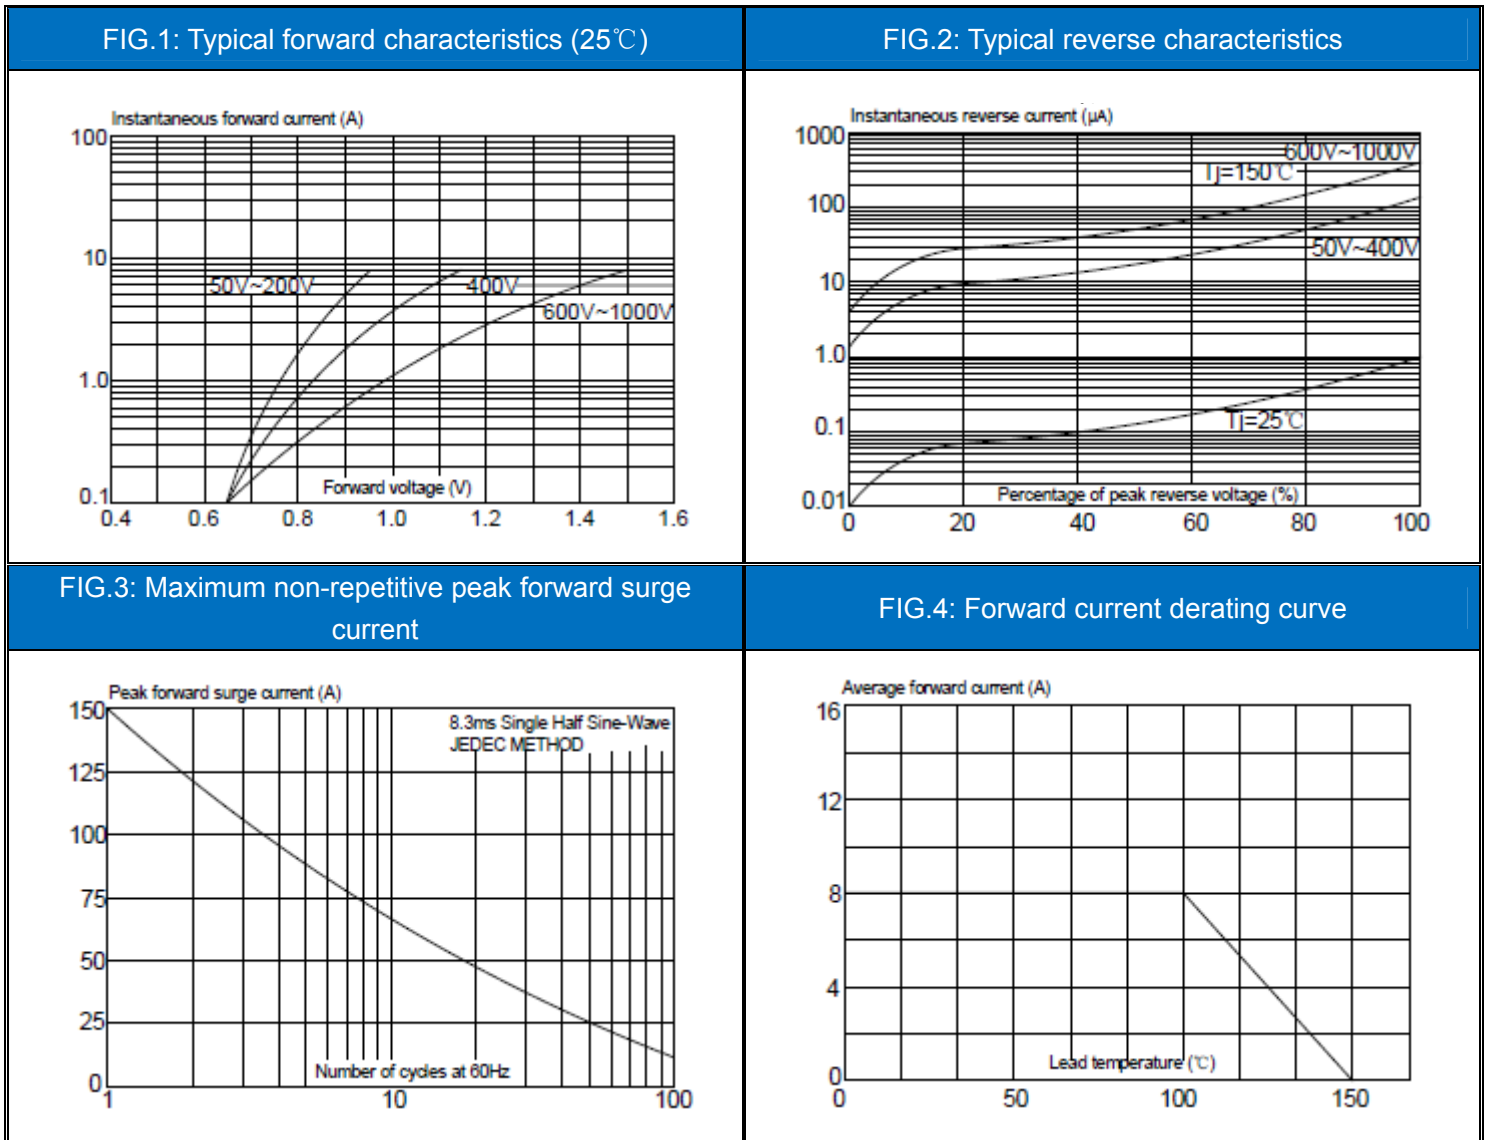 FIG.1: Typical forward characteristics (25℃)
FIG.2: Typical reverse characteristics
Instantaneous forward current (A)
100
10
1.0
0.1
50V~200V
400V
600V~1000V
Forward voltage (V)
0.4 0.6 0.8 1.0 1.2 1.4 1.6
Instantaneous reverse current (μA)
1000
100
10
1.0
0.1
0.01
600V~1000V
Tj=150℃
50V~400V
Tj=25℃
Percentage of peak reverse voltage (%)
0 20 40 60 80 100
FIG.3: Maximum non-repetitive peak forward surge
current
FIG.4: Forward current derating curve
Peak forward surge current (A)
150
125
100
75
50
25
0
8.3ms Single Half Sine-Wave
JEDEC METHOD
Number of cycles at 60Hz
1 10 100
Average forward current (A)
16
12
8
4
0
Lead temperature (℃)
0 50 100 150